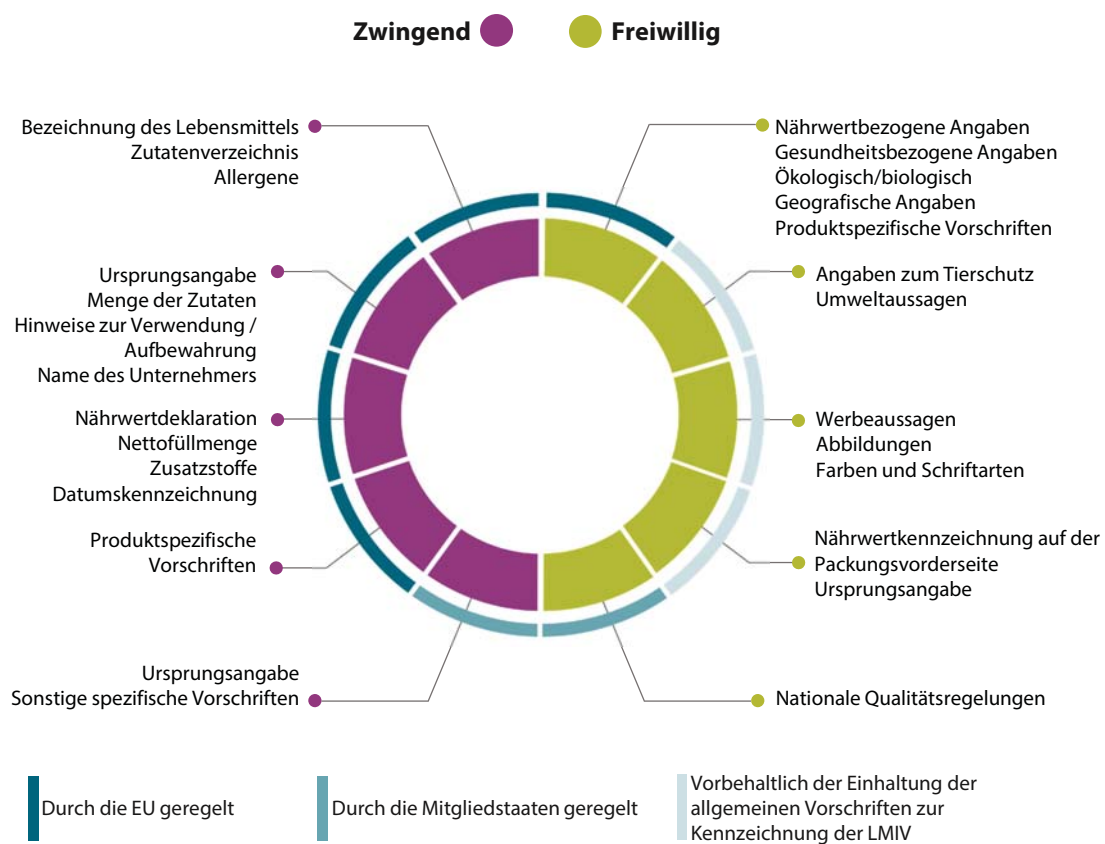 Zwingend
Freiwillig
Bezeichnung des Lebensmittels
Zutatenverzeichnis
Allergene
Nährwertbezogene Angaben
Gesundheitsbezogene Angaben
Ökologisch/biologisch
Geografische Angaben
Produktspezifische Vorschriften
Ursprungsangabe
Menge der Zutaten
Hinweise zur Verwendung /
Aufbewahrung
Name des Unternehmers
Angaben zum Tierschutz
Umweltaussagen
Nährwertdeklaration
Nettofüllmenge
Zusatzstoffe
Datumskennzeichnung
Werbeaussagen
Abbildungen
Farben und Schriftarten
Produktspezifische
Vorschriften
Nährwertkennzeichnung auf der
Packungsvorderseite
Ursprungsangabe
Ursprungsangabe
Sonstige spezifische Vorschriften
Nationale Qualitätsregelungen
Durch die EU geregelt
Durch die Mitgliedstaaten geregelt
Vorbehaltlich der Einhaltung der
allgemeinen Vorschriften zur
Kennzeichnung der LMIV